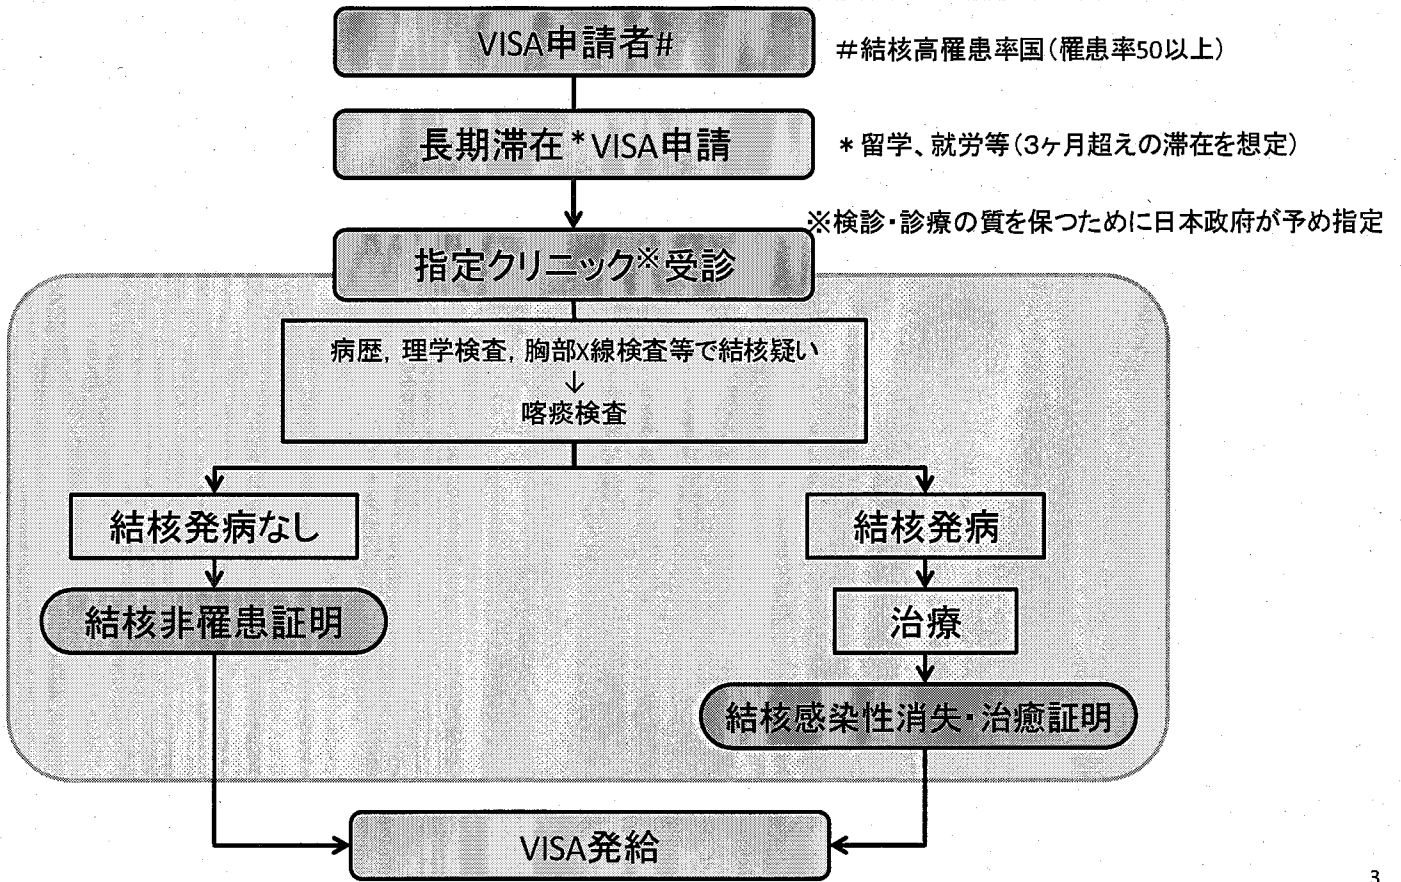 VISA申請者#
#結核高罹患率国(罹患率50以上)
長期滞在*VISA申請
*留学、就労等(3ヶ月超えの滞在を想定)
※検診・診療の質を保つために日本政府が予め指定
指定クリニック※受診
病歴, 理学検査, 胸部X線検査等で結核疑い
↓
喀痰検査
結核発病なし
結核発病
結核非罹患証明
治療
結核感染性消失・治癒証明
VISA発給
3